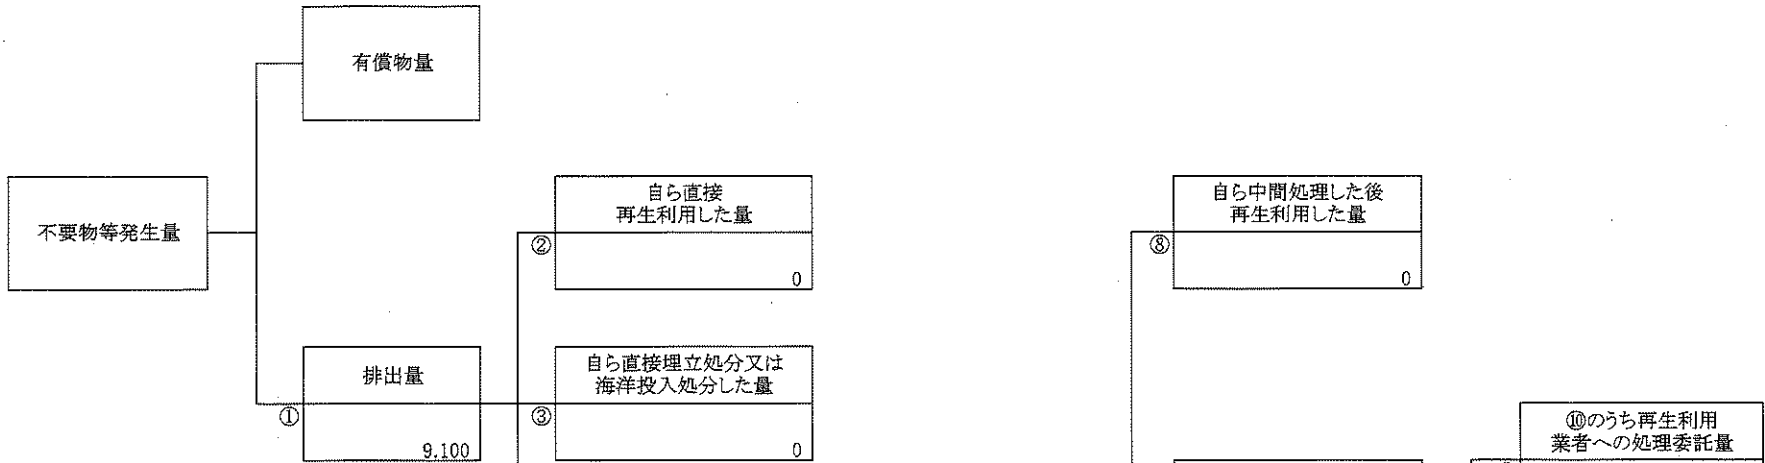 有償物量
不要物等発生量
自ら直接
再生利用した量
②
0
自ら中間処理した後
再生利用した量
⑧
0
排出量
①
9.100
自ら直接埋立処分又は
海洋投入処分した量
③
0
⑩のうち再生利用
業者への処理委託量